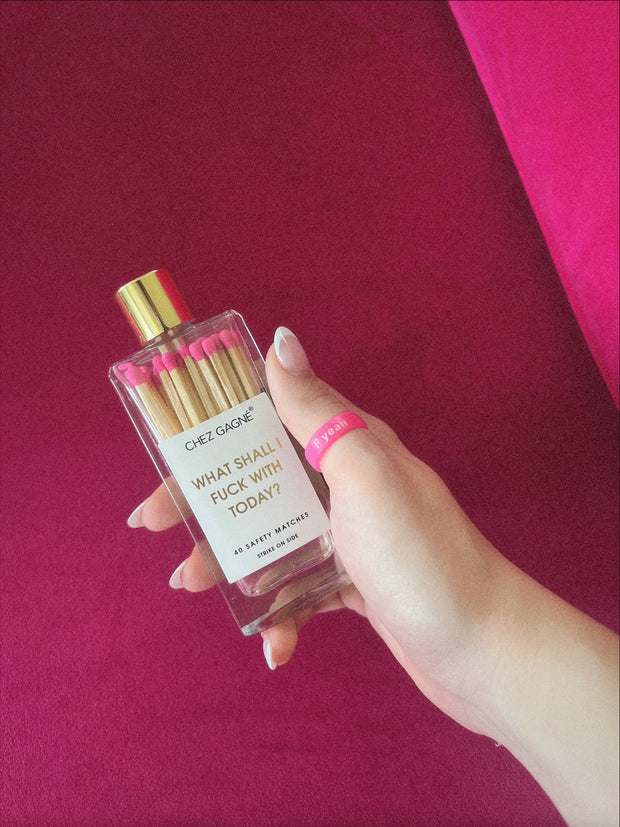 CHEZ GAGNÉ®
WHAT SHALL I
FUCK WITH
TODAY?
40 SAFETY MATCHES
STRIKE ON SIDE
F yeah